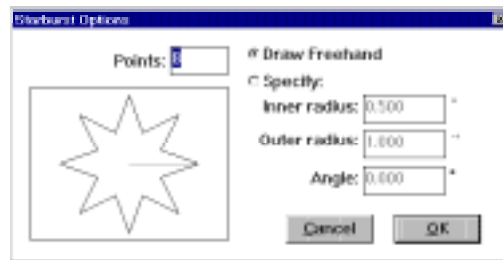 Starburst Options
Points: 8
Draw Freehand
Specify:
Inner radius: 0.500 "
Outer radius: 1.000 "
Angle: 0.000 °
Cancel OK